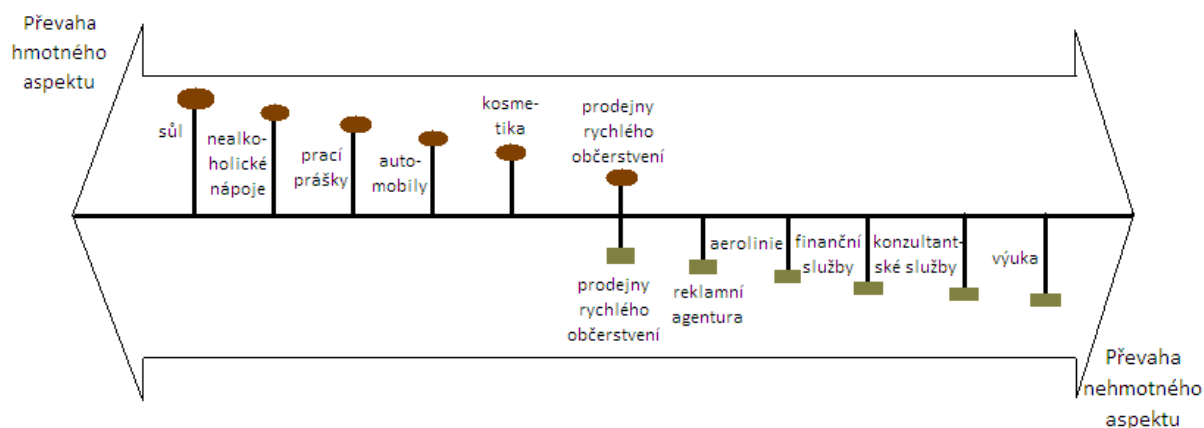 Převaha
hmotného
aspektu
sůl
nealko-
holické
nápoje
prací
prášky
auto-
mobily
kosme-
tika
prodejny
rychlého
občerstvení
prodejny
rychlého
občerstvení
reklamní
agentura
aerolinie
finanční
služby
konzultant-
ské služby
výuka
Převaha
nehmotného
aspektu